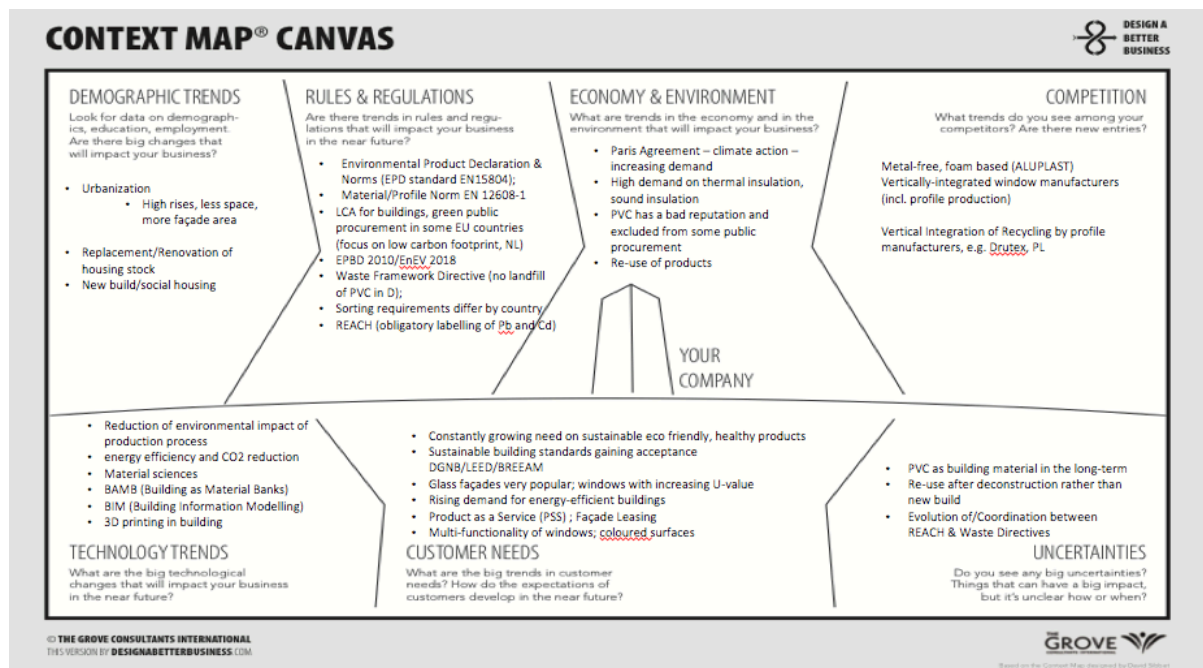 CONTEXT MAP® CANVAS
DESIGN A
BETTER
BUSINESS
DEMOGRAPHIC TRENDS
Look for data on demograph-
ics, education, employment.
Are there big changes that
will impact your business?
• Urbanization
• High rises, less space,
more façade area
• Replacement/Renovation of
housing stock
• New build/social housing
RULES & REGULATIONS
Are there trends in rules and regu-
lations that will impact your business
in the near future?
• Environmental Product Declaration &
Norms (EPD standard EN15804);
• Material/Profile Norm EN 12608-1
• LCA for buildings, green public
procurement in some EU countries
(focus on low carbon footprint, NL)
• EPBD 2010/EnEV 2018
• Waste Framework Directive (no landfill
of PVC in D);
• Sorting requirements differ by country
• REACH (obligatory labelling of Pb and Cd)
ECONOMY & ENVIRONMENT
What are trends in the economy and in the
environment that will impact your business?
• Paris Agreement – climate action –
increasing demand
• High demand on thermal insulation,
sound insulation
• PVC has a bad reputation and
excluded from some public
procurement
• Re-use of products
COMPETITION
What trends do you see among your
competitors? Are there new entries?
Metal-free, foam based (ALUPLAST)
Vertically-integrated window manufacturers
(incl. profile production)
Vertical Integration of Recycling by profile
manufacturers, e.g. Drutex, PL
YOUR
COMPANY
• Reduction of environmental impact of
production process
• energy efficiency and CO2 reduction
• Material sciences
• BAMB (Building as Material Banks)
• BIM (Building Information Modelling)
• 3D printing in building
TECHNOLOGY TRENDS
What are the big technological
changes that will impact your business
in the near future?
• Constantly growing need on sustainable eco friendly, healthy products
• Sustainable building standards gaining acceptance
DGNB/LEED/BREEAM
• Glass façades very popular; windows with increasing U-value
• Rising demand for energy-efficient buildings
• Product as a Service (PSS) ; Façade Leasing
• Multi-functionality of windows; coloured surfaces
CUSTOMER NEEDS
What are the big trends in customer
needs? How do the expectations of
customers develop in the near future?
• PVC as building material in the long-term
• Re-use after deconstruction rather than
new build
• Evolution of/Coordination between
REACH & Waste Directives
UNCERTAINTIES
Do you see any big uncertainties?
Things that can have a big impact,
but it's unclear how or when?
© THE GROVE CONSULTANTS INTERNATIONAL
THIS VERSION BY DESIGNABETTERBUSINESS.COM
THE GROVE
CONSULTANTS INTERNATIONAL
Based on the Context Map designed by David Sibbet